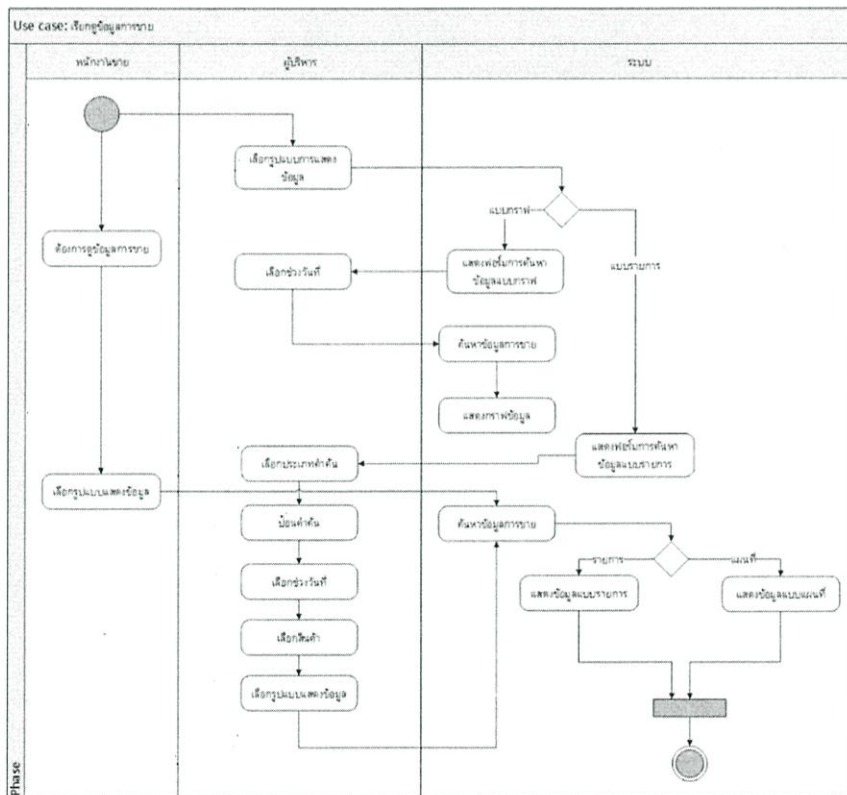 Use case: เรียกดูข้อมูลการขาย
พนักงานขาย
ผู้บริหาร
ระบบ
เลือกรูปแบบการแสดง
ข้อมูล
แบบกราฟ
ต้องการดูข้อมูลการขาย
เลือกช่วงวันที่
แสดงฟอร์มการค้นหา
ข้อมูลแบบกราฟ
แบบรายการ
ค้นหาข้อมูลการขาย
แสดงกราฟข้อมูล
แสดงฟอร์มการค้นหา
ข้อมูลแบบรายการ
เลือกประเภทคำค้น
เลือกรูปแบบแสดงข้อมูล
ป้อนคำค้น
ค้นหาข้อมูลการขาย
รายการ
แผนที่
เลือกช่วงวันที่
แสดงข้อมูลแบบรายการ
แสดงข้อมูลแบบแผนที่
เลือกสินค้า
เลือกรูปแบบแสดงข้อมูล
Phase